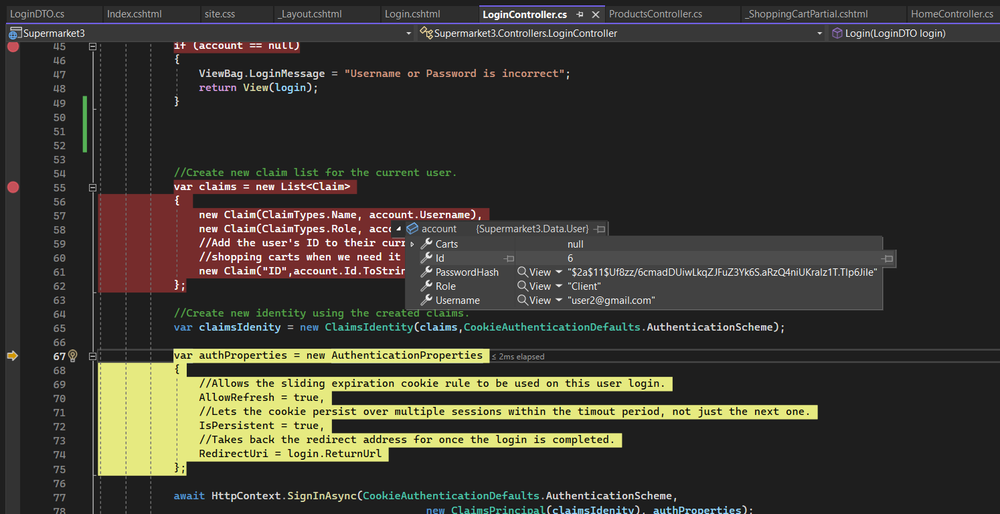 LoginDTO.cs Index.cshtml site.css _Layout.cshtml Login.cshtml LoginController.cs ProductsController.cs _ShoppingCartPartial.cshtml HomeController.cs
Supermarket3 Supermarket3.Controllers.LoginController Login(LoginDTO login)
45 if (account == null)
46 {
47 ViewBag.LoginMessage = "Username or Password is incorrect";
48 return View(login);
49 }
50
51
52
53
54 //Create new claim list for the current user.
55 var claims = new List<Claim>
56 {
57 new Claim(ClaimTypes.Name, account.Username),
58 new Claim(ClaimTypes.Role, acco
account {Supermarket3.Data.User}
59 //Add the user's ID to their curr
Carts null
60 //shopping carts when we need it
Id 6
61 new Claim("ID",account.Id.ToStrin
PasswordHash View "$2a$11$Uf8zz/6cmadDUiwLkqZJFuZ3Yk6S.aRzQ4niUKralz1T.TIp6JiIe"
62 };
Role View "Client"
63
Username View "user2@gmail.com"
64 //Create new identity using the created claims.
65 var claimsIdenity = new ClaimsIdentity(claims,CookieAuthenticationDefaults.AuthenticationScheme);
66
67 var authProperties = new AuthenticationProperties ≤ 2ms elapsed
68 {
69 //Allows the sliding expiration cookie rule to be used on this user login.
70 AllowRefresh = true,
71 //Lets the cookie persist over multiple sessions within the timout period, not just the next one.
72 IsPersistent = true,
73 //Takes back the redirect address for once the login is completed.
74 RedirectUri = login.ReturnUrl
75 };
76
77 await HttpContext.SignInAsync(CookieAuthenticationDefaults.AuthenticationScheme,
78 new ClaimsPrincipal(claimsIdenity), authProperties);